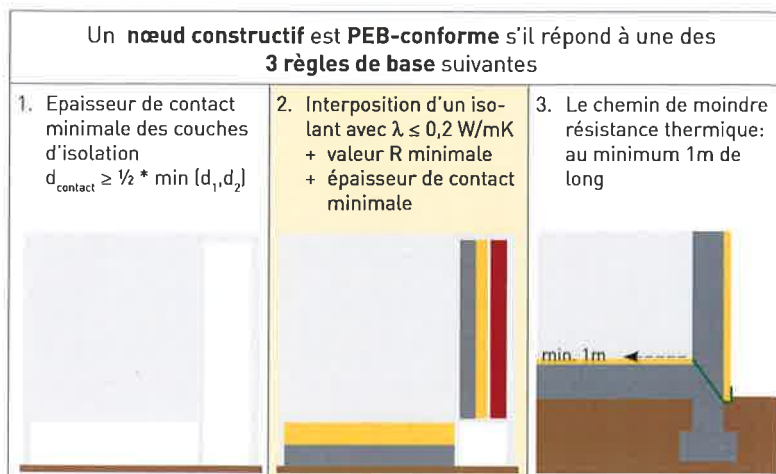 Un nœud constructif est PEB-conforme s'il répond à une des
3 règles de base suivantes
1. Epaisseur de contact
minimale des couches
d'isolation
d_contact ≥ ½ * min (d₁,d₂)
2. Interposition d'un iso-
lant avec λ ≤ 0,2 W/mK
+ valeur R minimale
+ épaisseur de contact
minimale
3. Le chemin de moindre
résistance thermique:
au minimum 1m de
long
min. 1m